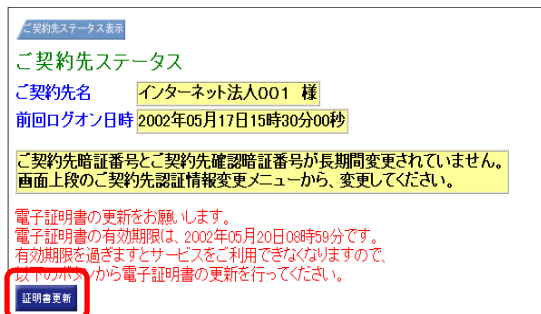 ご契約先ステータス表示
ご契約先ステータス
ご契約先名 インターネット法人001 様
前回ログオン日時 2002年05月17日15時30分00秒
ご契約先暗証番号とご契約先確認暗証番号が長期間変更されていません。
画面上段のご契約先認証情報変更メニューから、変更してください。
電子証明書の更新をお願いします。
電子証明書の有効期限は、2002年05月20日08時59分です。
有効期限を過ぎますとサービスをご利用できなくなりますので、
以下のボタンから電子証明書の更新を行ってください。
証明書更新